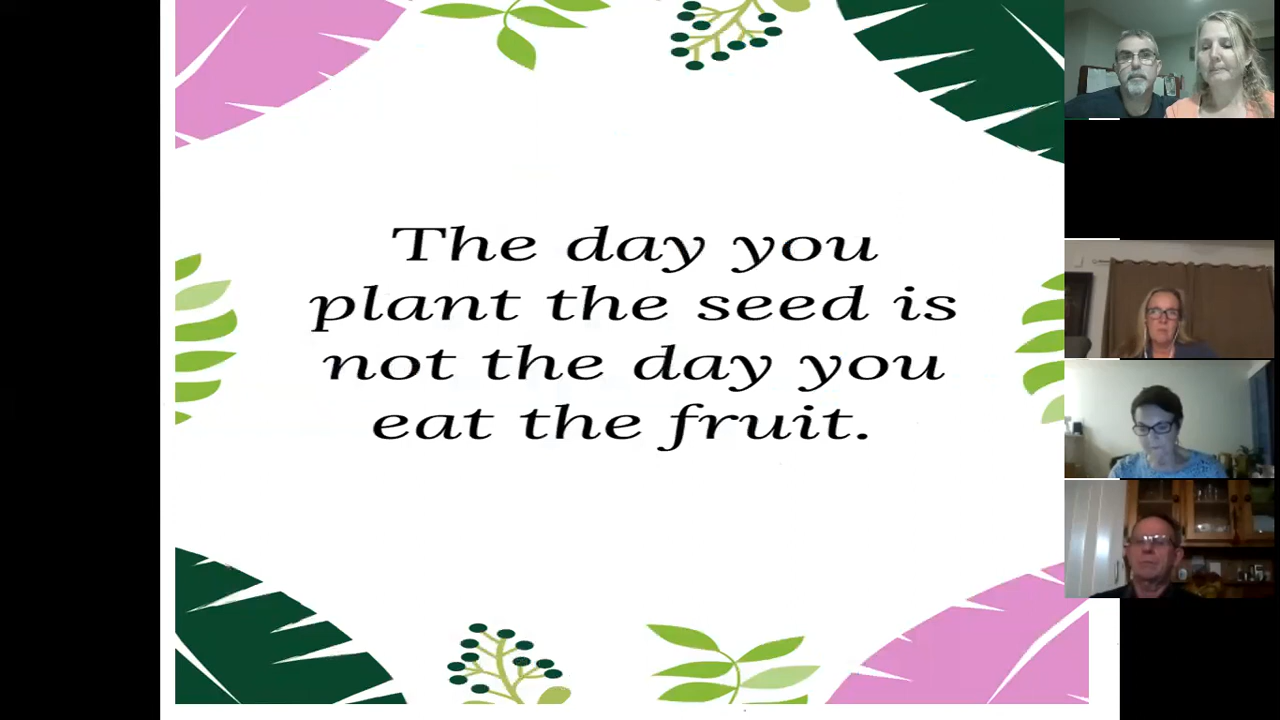 The day you
plant the seed is
not the day you
eat the fruit.